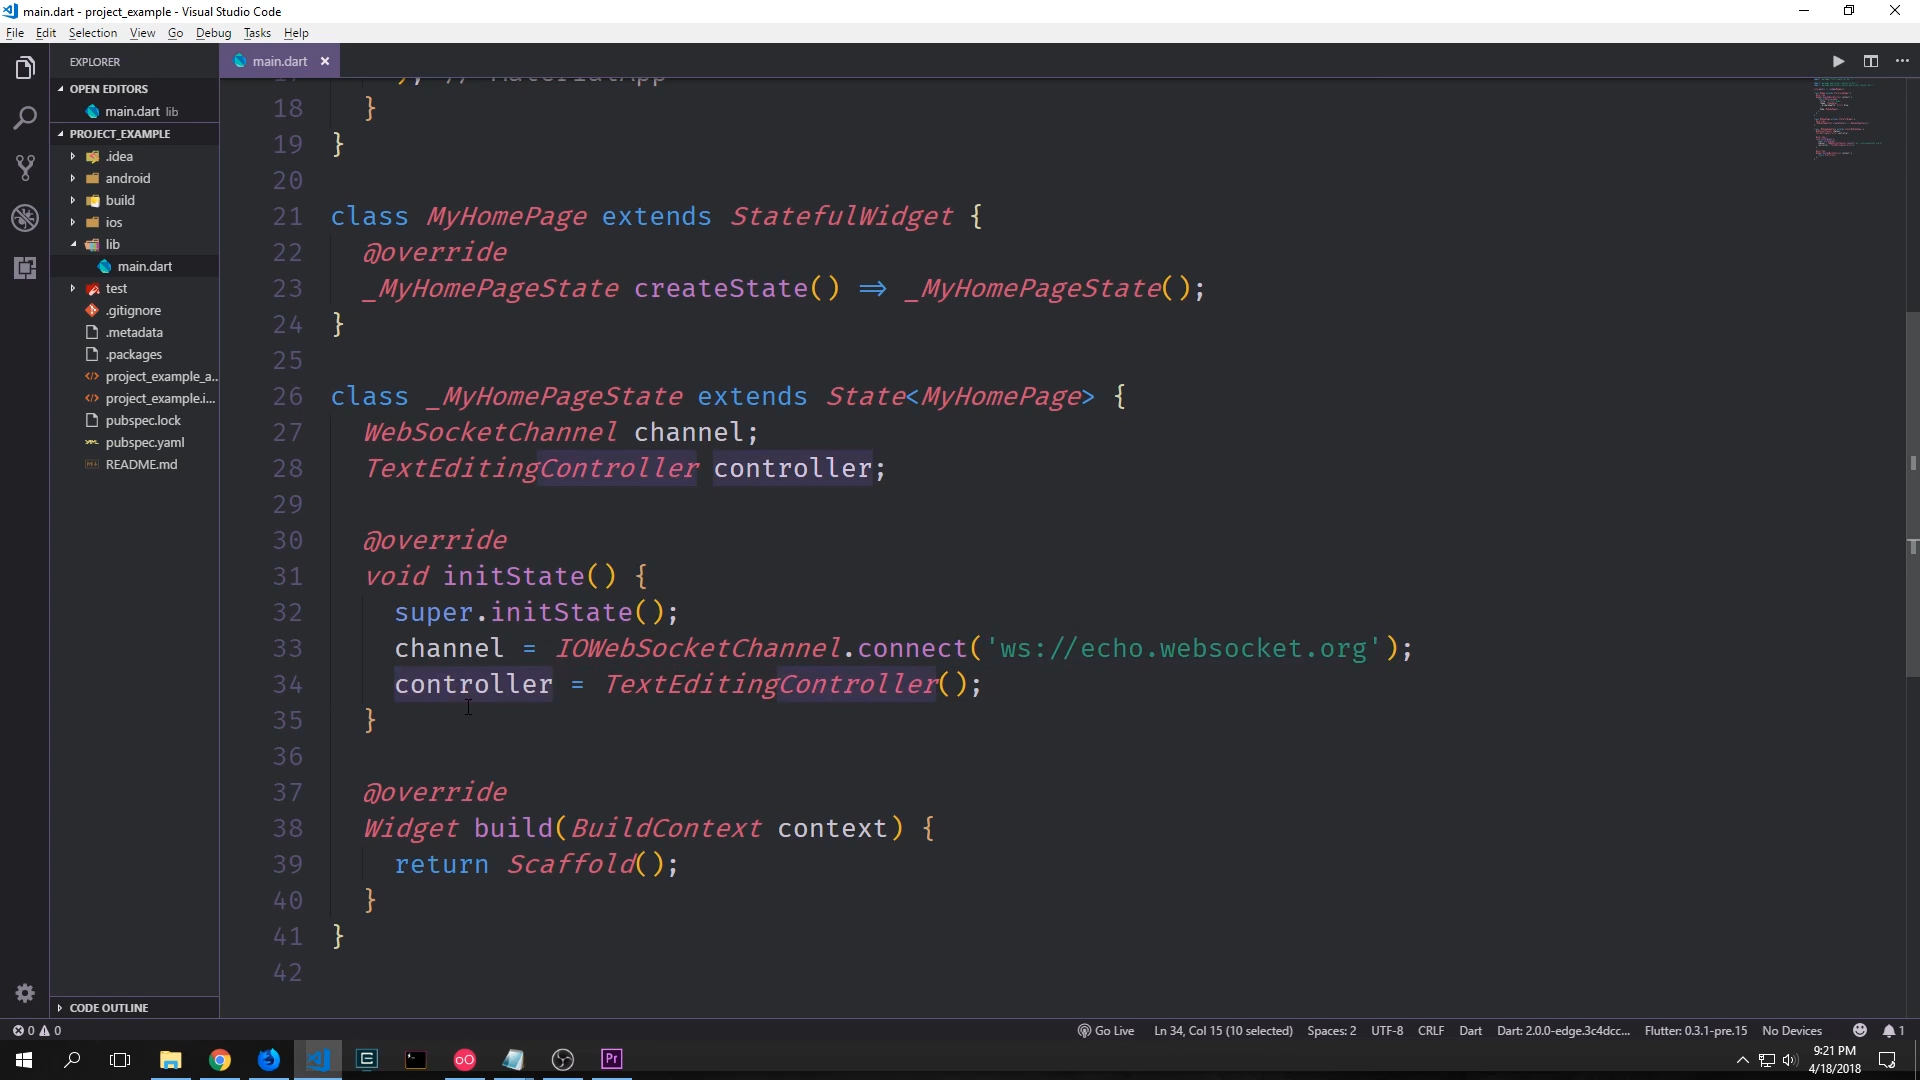 main.dart - project_example - Visual Studio Code
File Edit Selection View Go Debug Tasks Help
EXPLORER
main.dart ×
OPEN EDITORS
main.dart lib
PROJECT_EXAMPLE
.idea
android
build
ios
lib
main.dart
test
.gitignore
.metadata
.packages
project_example_a...
project_example.i...
pubspec.lock
pubspec.yaml
README.md
CODE OUTLINE
17 ); // MaterialApp
18 }
19 }
20
21 class MyHomePage extends StatefulWidget {
22 @override
23 _MyHomePageState createState() => _MyHomePageState();
24 }
25
26 class _MyHomePageState extends State<MyHomePage> {
27 WebSocketChannel channel;
28 TextEditingController controller;
29
30 @override
31 void initState() {
32 super.initState();
33 channel = IOWebSocketChannel.connect('ws://echo.websocket.org');
34 controller = TextEditingController();
35 }
36
37 @override
38 Widget build(BuildContext context) {
39 return Scaffold();
40 }
41 }
42
0 0 Go Live Ln 34, Col 15 (10 selected) Spaces: 2 UTF-8 CRLF Dart Dart: 2.0.0-edge.3c4dcc... Flutter: 0.3.1-pre.15 No Devices 1
Pr
9:21 PM
4/18/2018